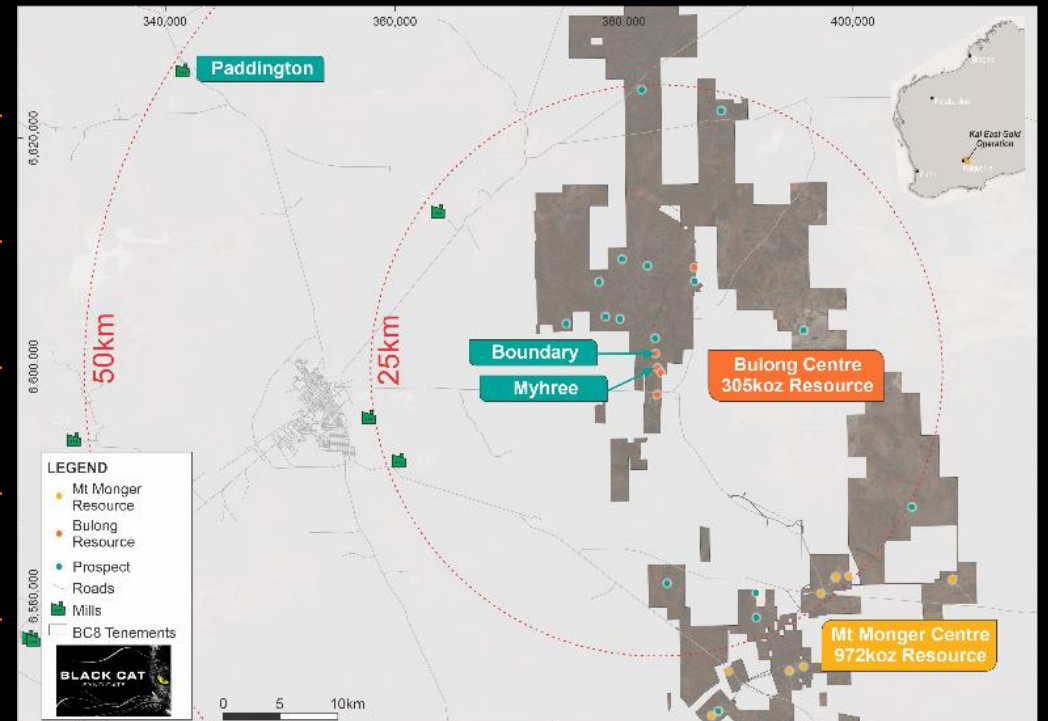 340,000
360,000
380,000
400,000
Paddington
6,620,000
6,600,000
6,580,000
50km
25km
Kal East Gold
Operation
Boundary
Myhree
Bulong Centre
305koz Resource
Mt Monger Centre
972koz Resource
LEGEND
Mt Monger
Resource
Bulong
Resource
Prospect
Roads
Mills
BC8 Tenements
BLACK CAT
SYNDICATE
0 5 10km